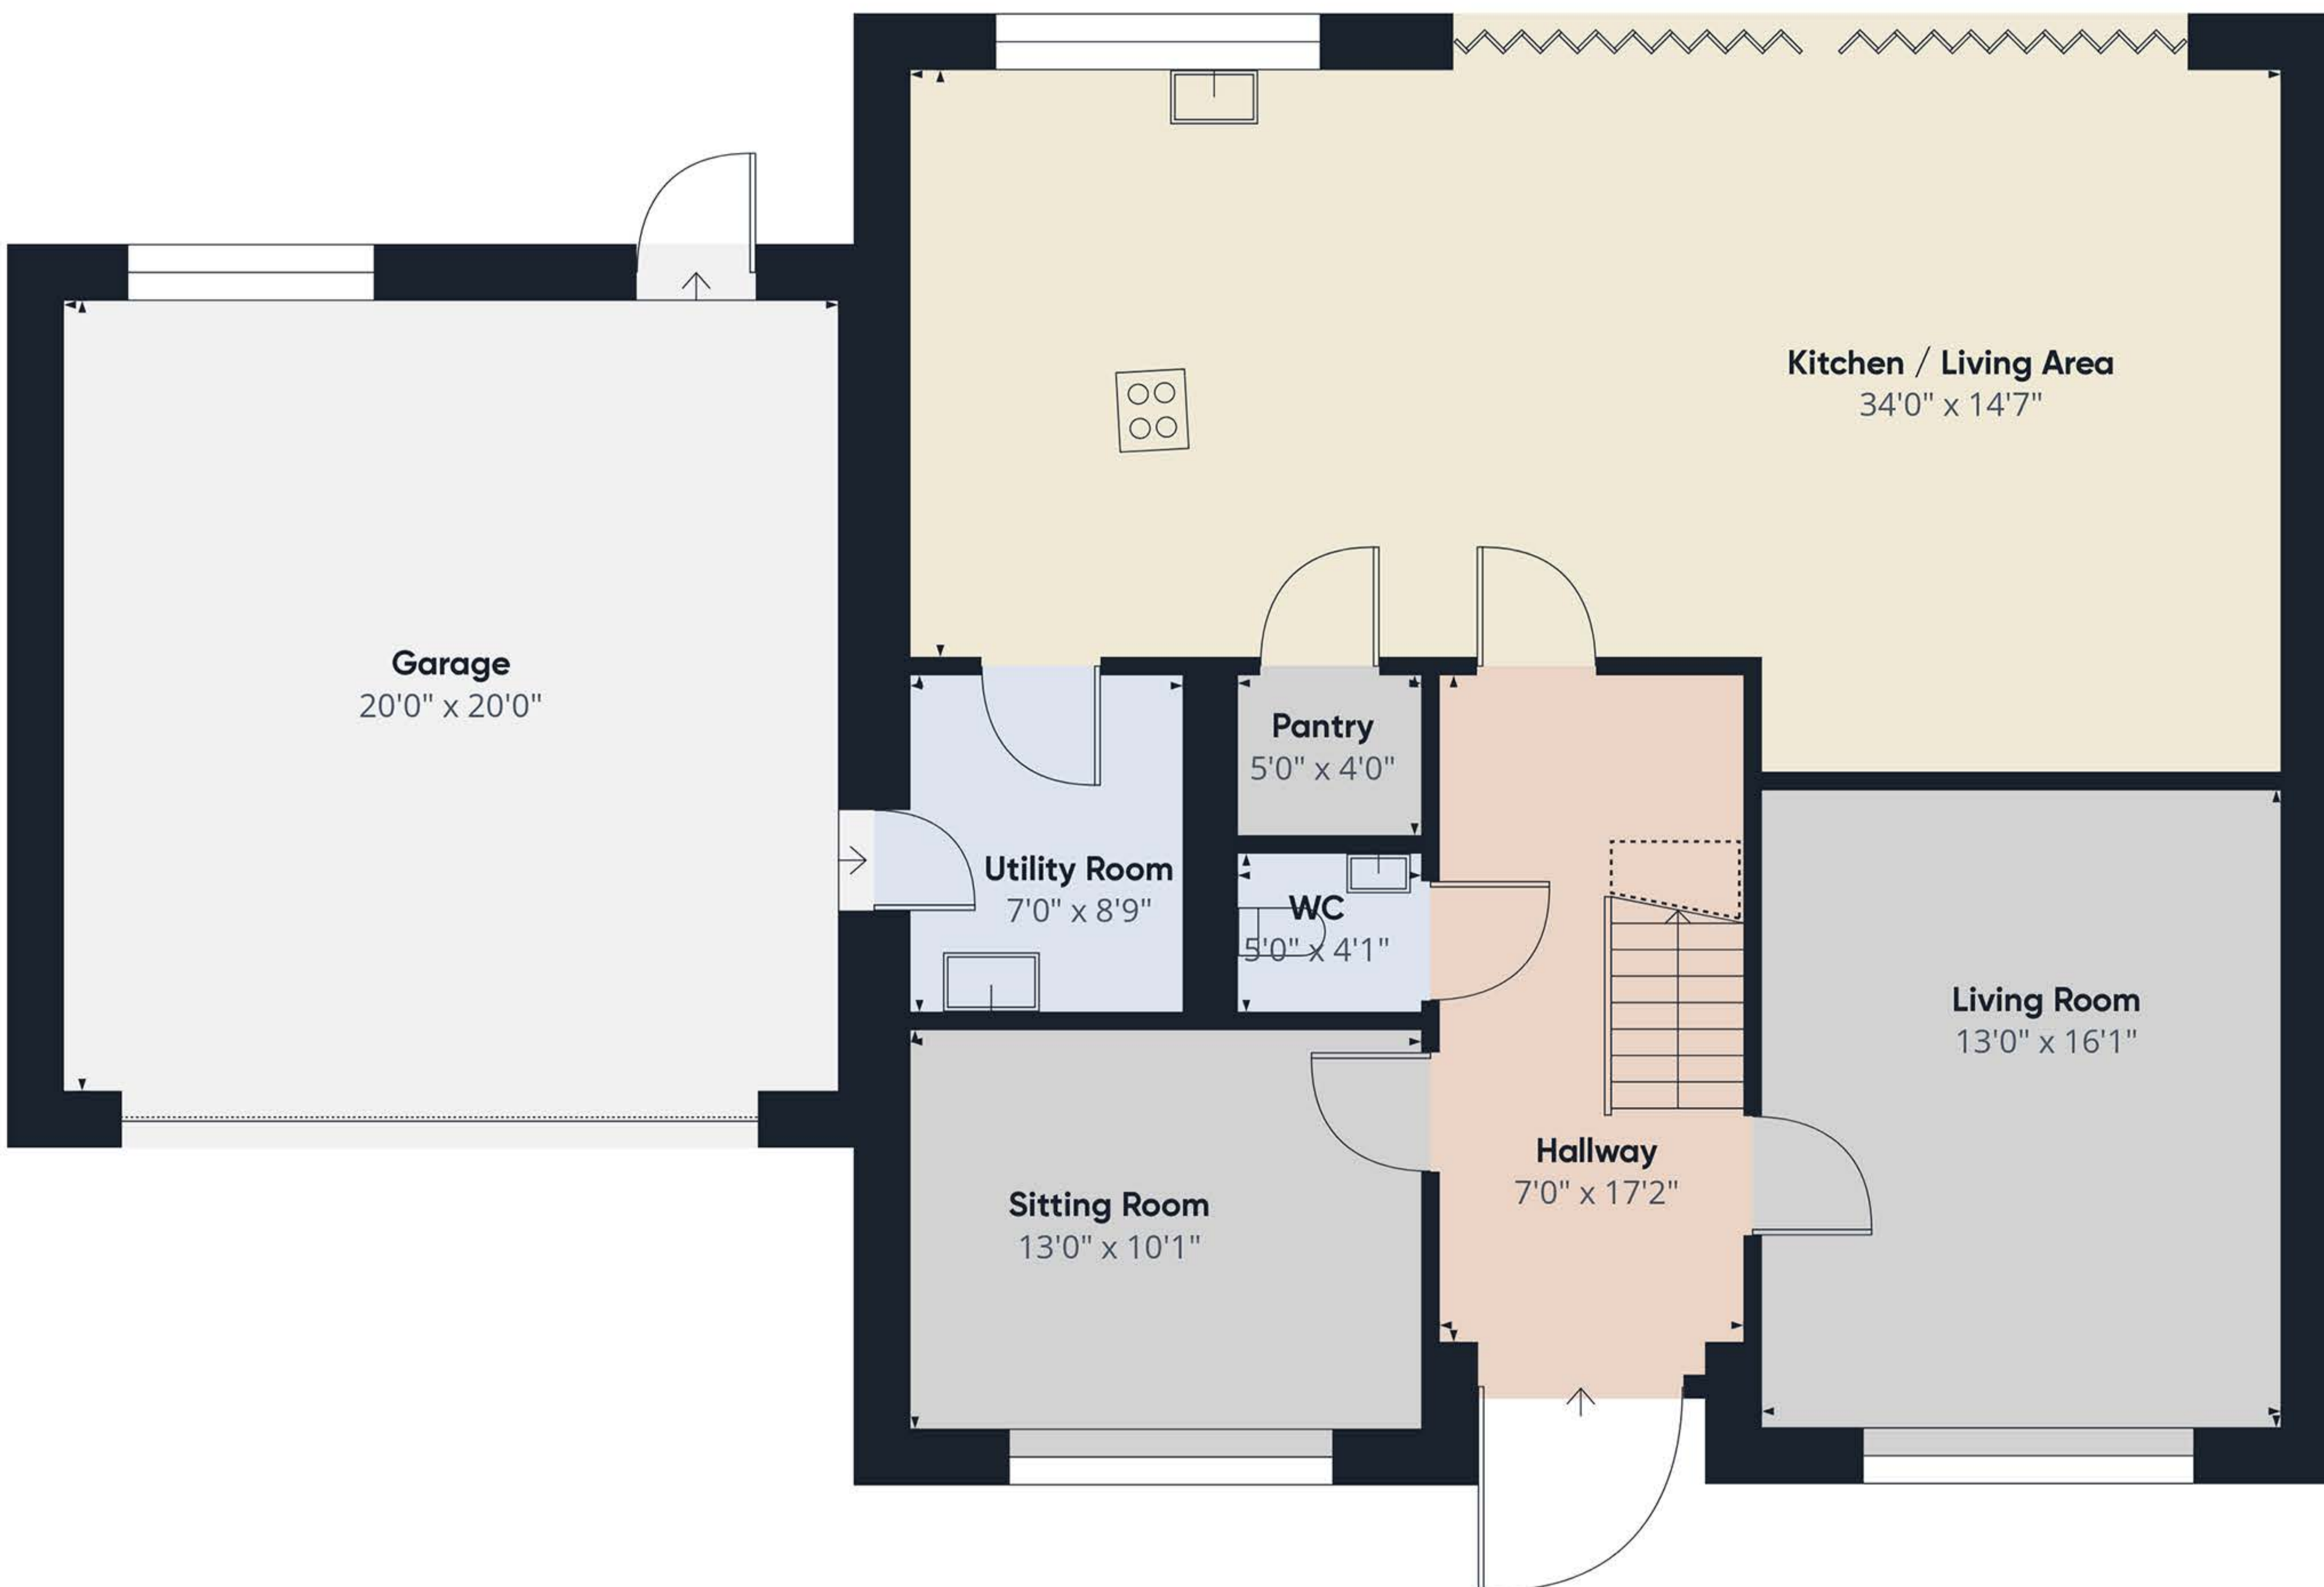 Kitchen / Living Area
34'0" x 14'7"
Garage
20'0" x 20'0"
Pantry
5'0" x 4'0"
Utility Room
7'0" x 8'9"
WC
5'0" x 4'1"
Living Room
13'0" x 16'1"
Hallway
7'0" x 17'2"
Sitting Room
13'0" x 10'1"